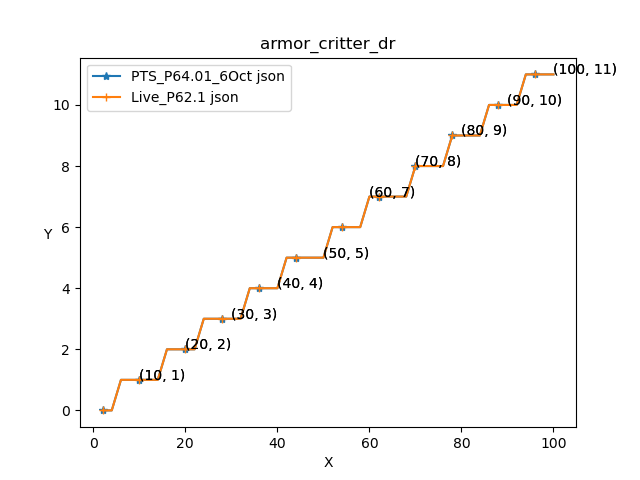 armor_critter_dr
PTS_P64.01_6Oct json
Live_P62.1 json
(100, 11)
(90, 10)
(80, 9)
(70, 8)
(60, 7)
(50, 5)
(40, 4)
(30, 3)
(20, 2)
(10, 1)
10
8
6
4
2
0
Y
0 20 40 60 80 100
X